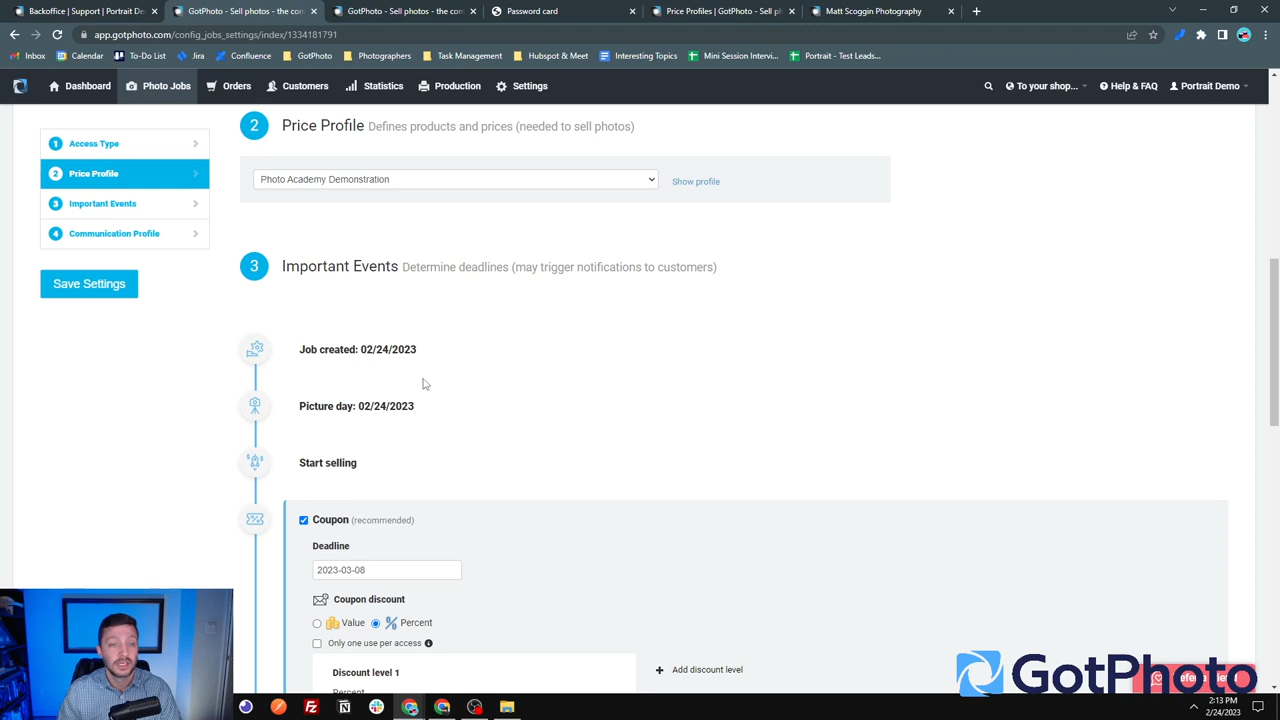 Backoffice | Support | Portrait De
GotPhoto - Sell photos - the com
GotPhoto - Sell photos - the com
Password card
Price Profiles | GotPhoto - Sell ph
Matt Scoggin Photography
app.gotphoto.com/config_jobs_settings/index/1334181791
Inbox
Calendar
To-Do List
Jira
Confluence
GotPhoto
Photographers
Task Management
Hubspot & Meet
Interesting Topics
Mini Session Intervi...
Portrait - Test Leads...
Dashboard
Photo Jobs
Orders
Customers
Statistics
Production
Settings
To your shop...
Help & FAQ
Portrait Demo
1 Access Type
2 Price Profile
3 Important Events
4 Communication Profile
Save Settings
2 Price Profile Defines products and prices (needed to sell photos)
Photo Academy Demonstration
Show profile
3 Important Events Determine deadlines (may trigger notifications to customers)
Job created: 02/24/2023
Picture day: 02/24/2023
Start selling
Coupon (recommended)
Deadline
2023-03-08
Coupon discount
Value
Percent
Only one use per access
Discount level 1
Percent
Add discount level
GotPhoto
2:13 PM
2/24/2023